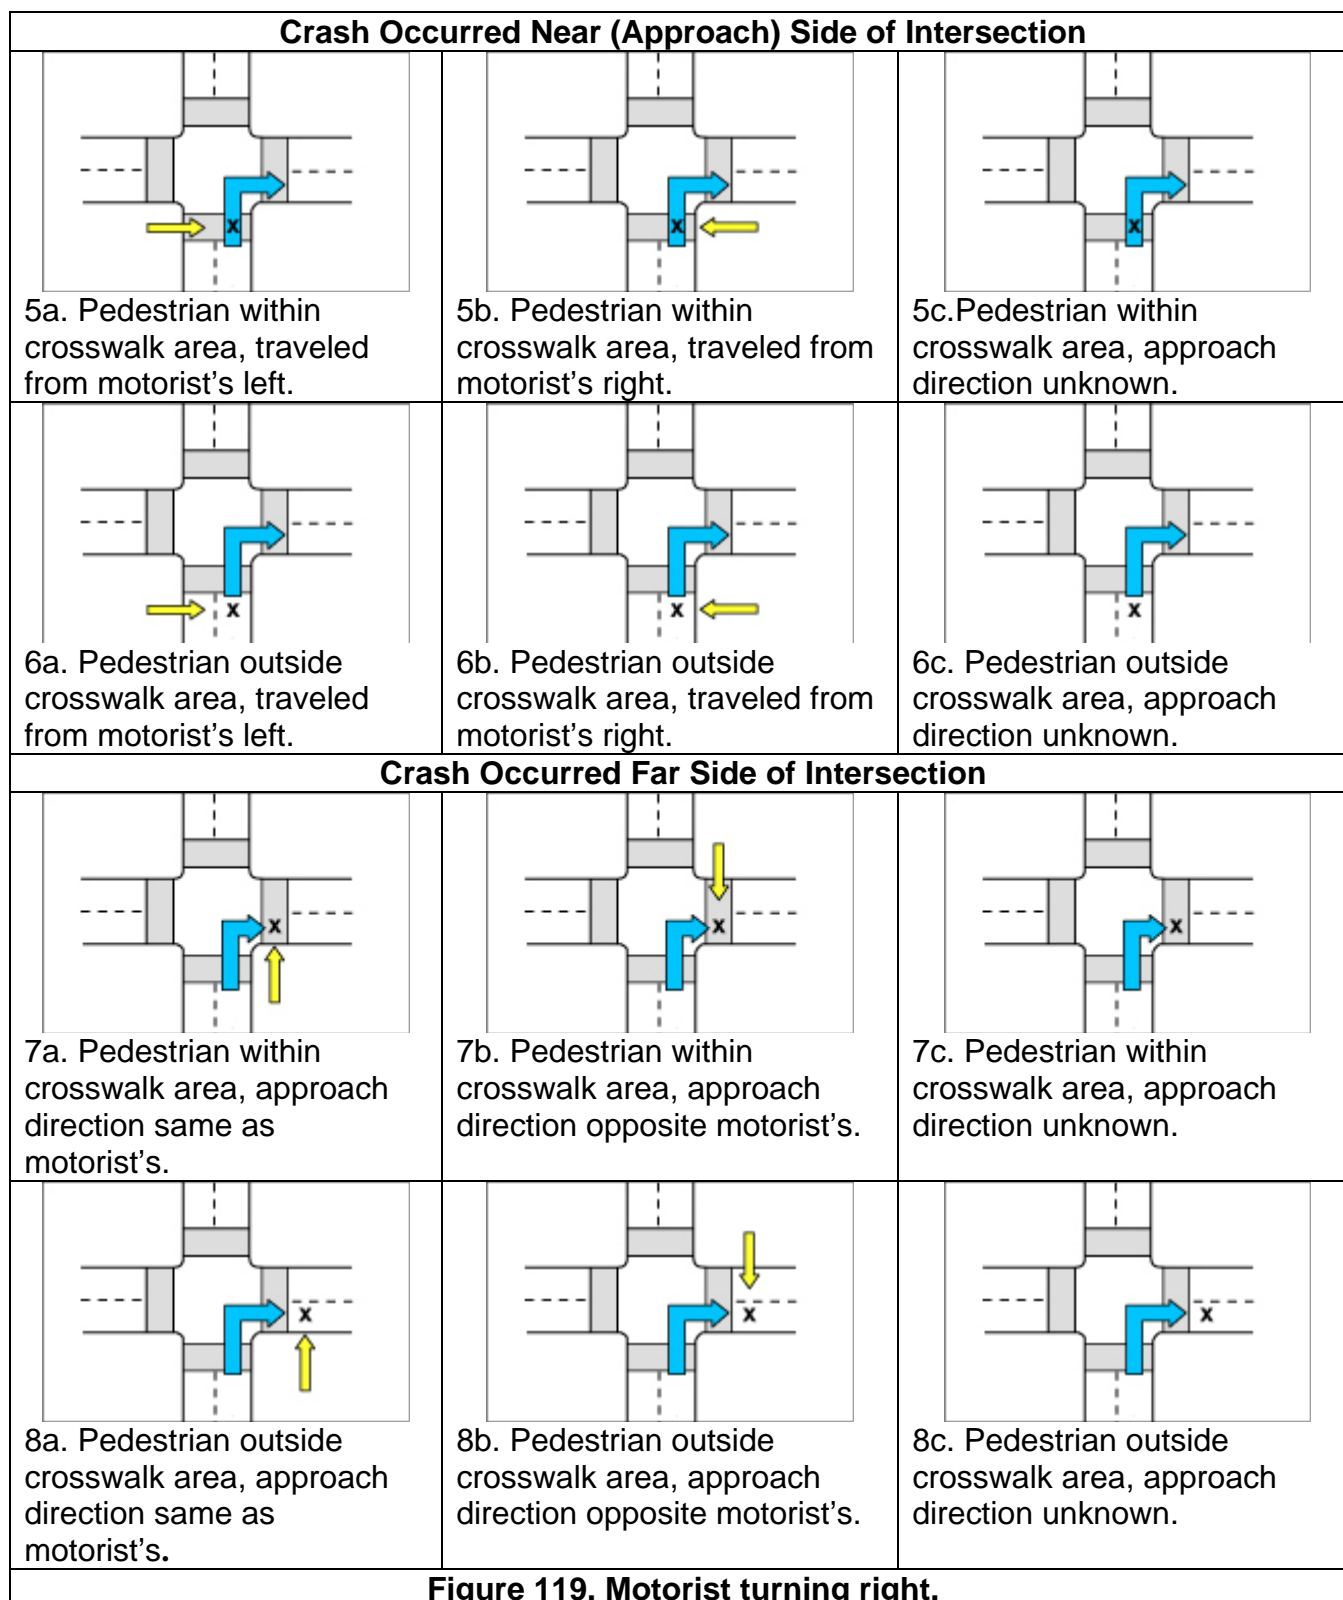 Crash Occurred Near (Approach) Side of Intersection
X
X
X
5a. Pedestrian within
crosswalk area, traveled
from motorist's left.
5b. Pedestrian within
crosswalk area, traveled from
motorist's right.
5c.Pedestrian within
crosswalk area, approach
direction unknown.
X
X
X
6a. Pedestrian outside
crosswalk area, traveled
from motorist's left.
6b. Pedestrian outside
crosswalk area, traveled from
motorist's right.
6c. Pedestrian outside
crosswalk area, approach
direction unknown.
Crash Occurred Far Side of Intersection
X
X
X
7a. Pedestrian within
crosswalk area, approach
direction same as
motorist's.
7b. Pedestrian within
crosswalk area, approach
direction opposite motorist's.
7c. Pedestrian within
crosswalk area, approach
direction unknown.
X
X
X
8a. Pedestrian outside
crosswalk area, approach
direction same as
motorist's.
8b. Pedestrian outside
crosswalk area, approach
direction opposite motorist's.
8c. Pedestrian outside
crosswalk area, approach
direction unknown.
Figure 119. Motorist turning right.